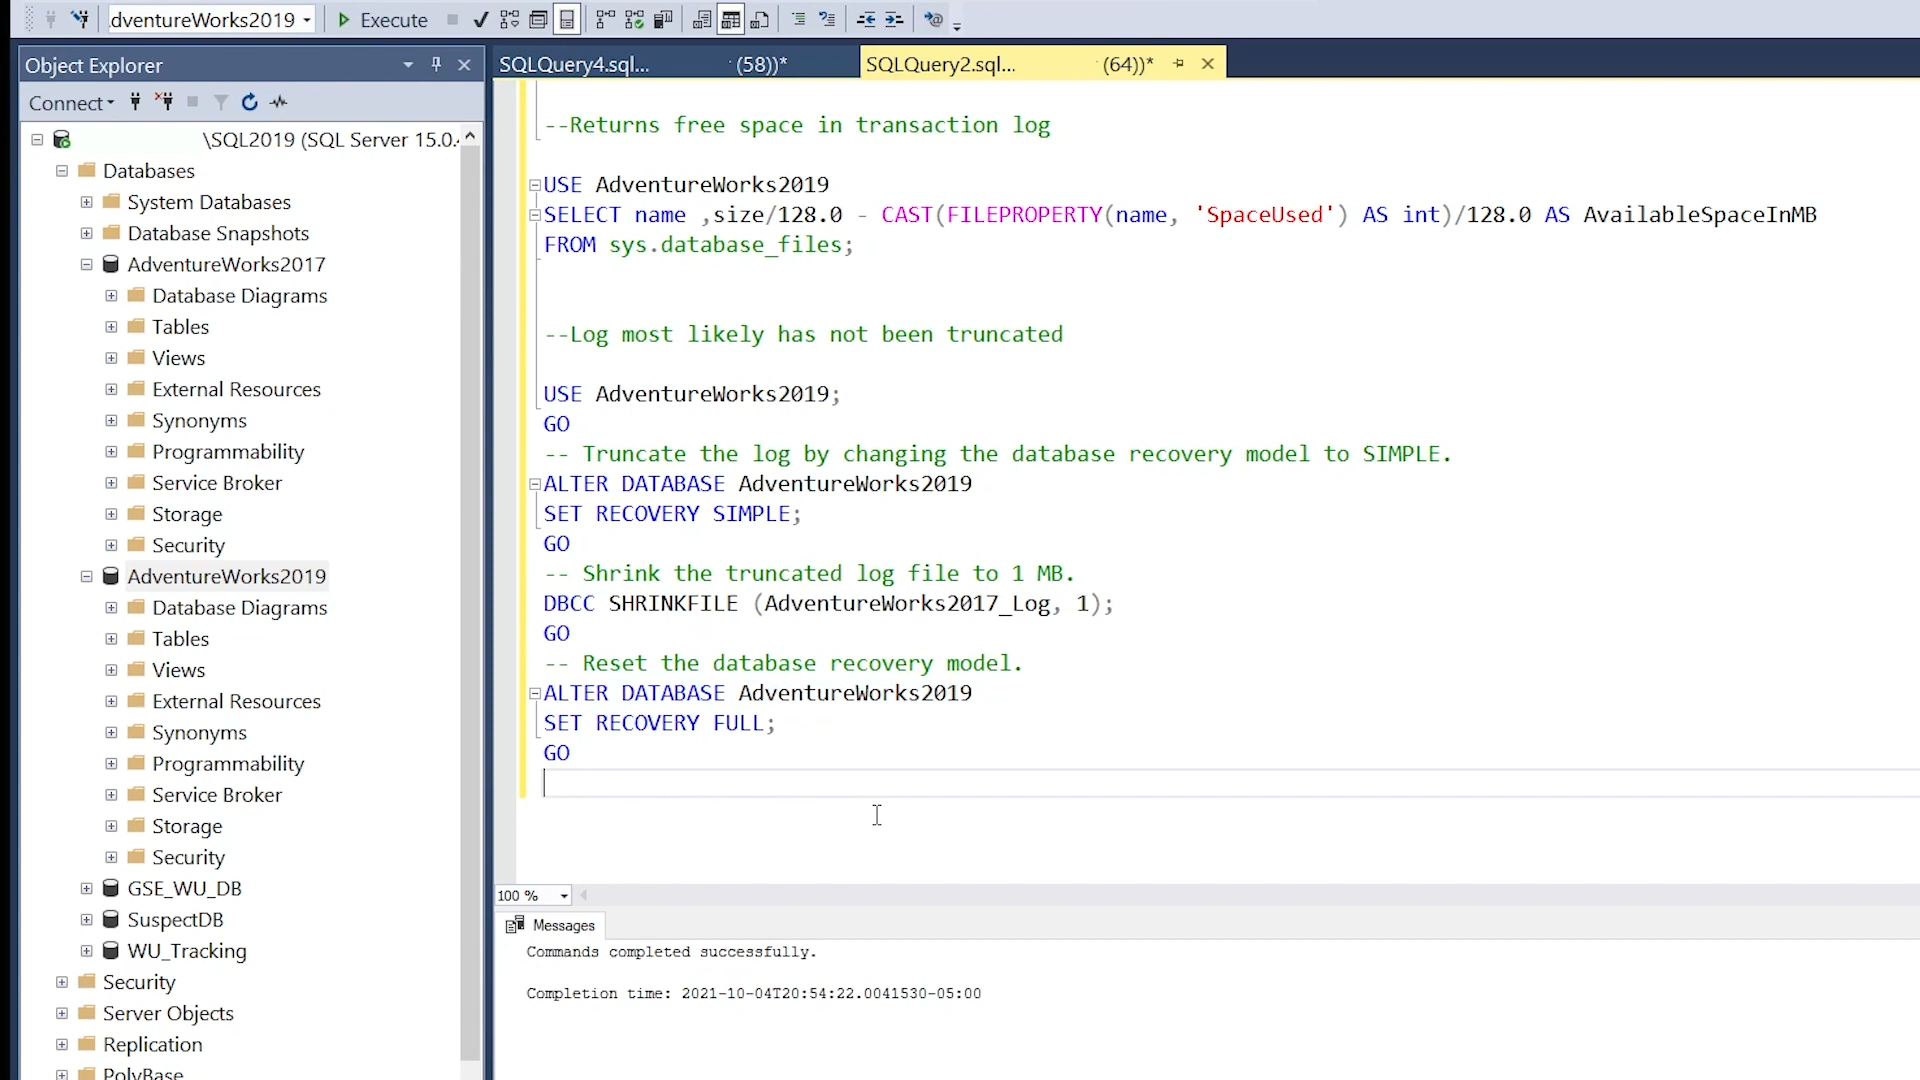 .dventureWorks2019
Execute
Object Explorer
SQLQuery4.sql... (58))*
SQLQuery2.sql... (64))*
Connect
\SQL2019 (SQL Server 15.0.
Databases
System Databases
Database Snapshots
AdventureWorks2017
Database Diagrams
Tables
Views
External Resources
Synonyms
Programmability
Service Broker
Storage
Security
AdventureWorks2019
Database Diagrams
Tables
Views
External Resources
Synonyms
Programmability
Service Broker
Storage
Security
GSE_WU_DB
SuspectDB
WU_Tracking
Security
Server Objects
Replication
PolyBase
--Returns free space in transaction log
USE AdventureWorks2019
SELECT name ,size/128.0 - CAST(FILEPROPERTY(name, 'SpaceUsed') AS int)/128.0 AS AvailableSpaceInMB
FROM sys.database_files;
--Log most likely has not been truncated
USE AdventureWorks2019;
GO
-- Truncate the log by changing the database recovery model to SIMPLE.
ALTER DATABASE AdventureWorks2019
SET RECOVERY SIMPLE;
GO
-- Shrink the truncated log file to 1 MB.
DBCC SHRINKFILE (AdventureWorks2017_Log, 1);
GO
-- Reset the database recovery model.
ALTER DATABASE AdventureWorks2019
SET RECOVERY FULL;
GO
100 %
Messages
Commands completed successfully.
Completion time: 2021-10-04T20:54:22.0041530-05:00